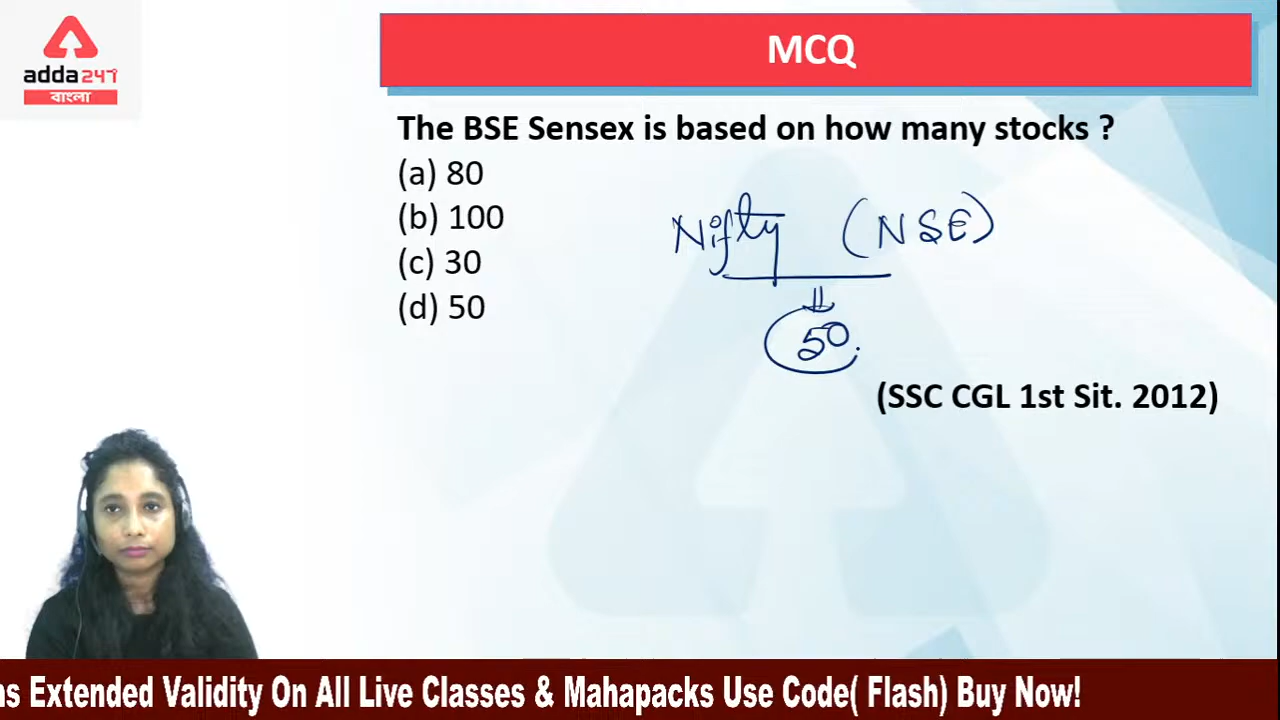 adda247
বাংলা
MCQ
The BSE Sensex is based on how many stocks ?
(a) 80
(b) 100
(c) 30
(d) 50
Nifty (NSE)
50.
(SSC CGL 1st Sit. 2012)
ns Extended Validity On All Live Classes & Mahapacks Use Code( Flash) Buy Now!